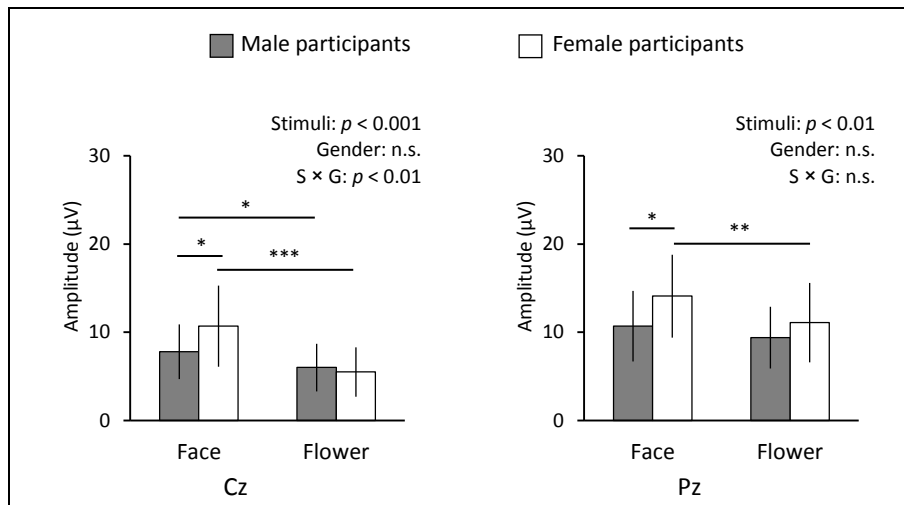 Male participants
Female participants
Stimuli: p < 0.001
Gender: n.s.
S × G: p < 0.01
Amplitude (µV)
30
20
10
0
*
*
***
Face
Flower
Cz
Stimuli: p < 0.01
Gender: n.s.
S × G: n.s.
Amplitude (µV)
30
20
10
0
*
**
Face
Flower
Pz